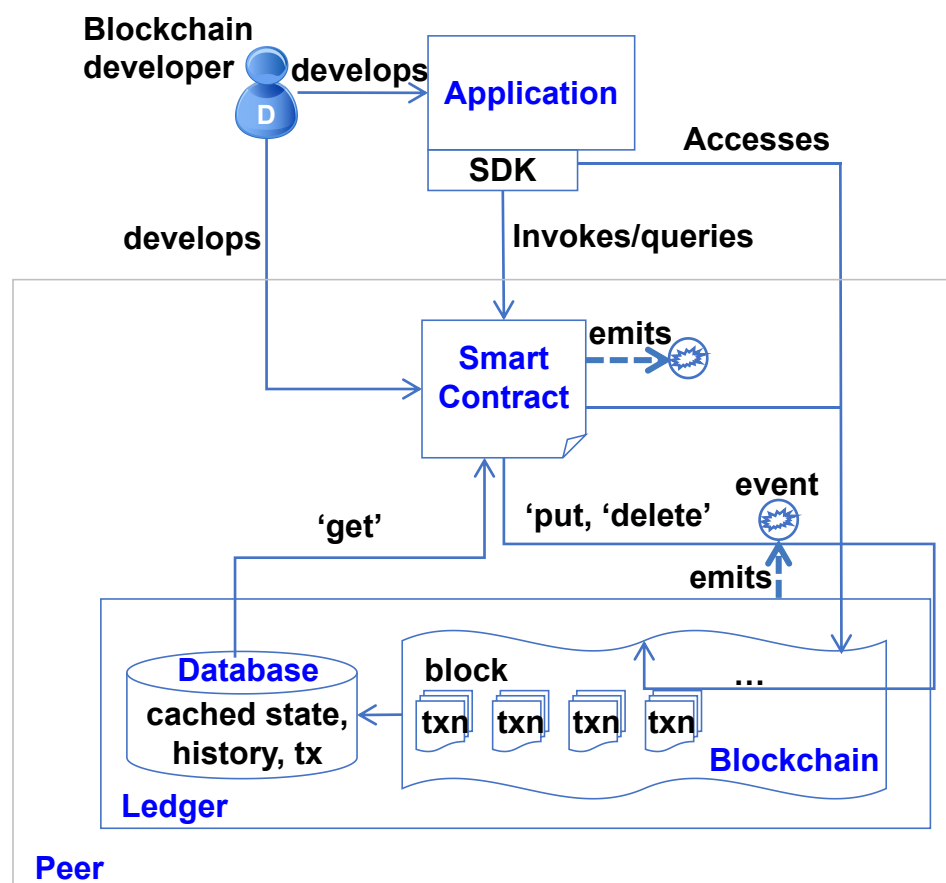 Blockchain
developer
develops
D
Application
SDK
Accesses
develops
Invokes/queries
Smart
Contract
emits
event
‘get’
‘put, ‘delete’
emits
Database
cached state,
history, tx
block
...
txn
txn
txn
txn
Blockchain
Ledger
Peer